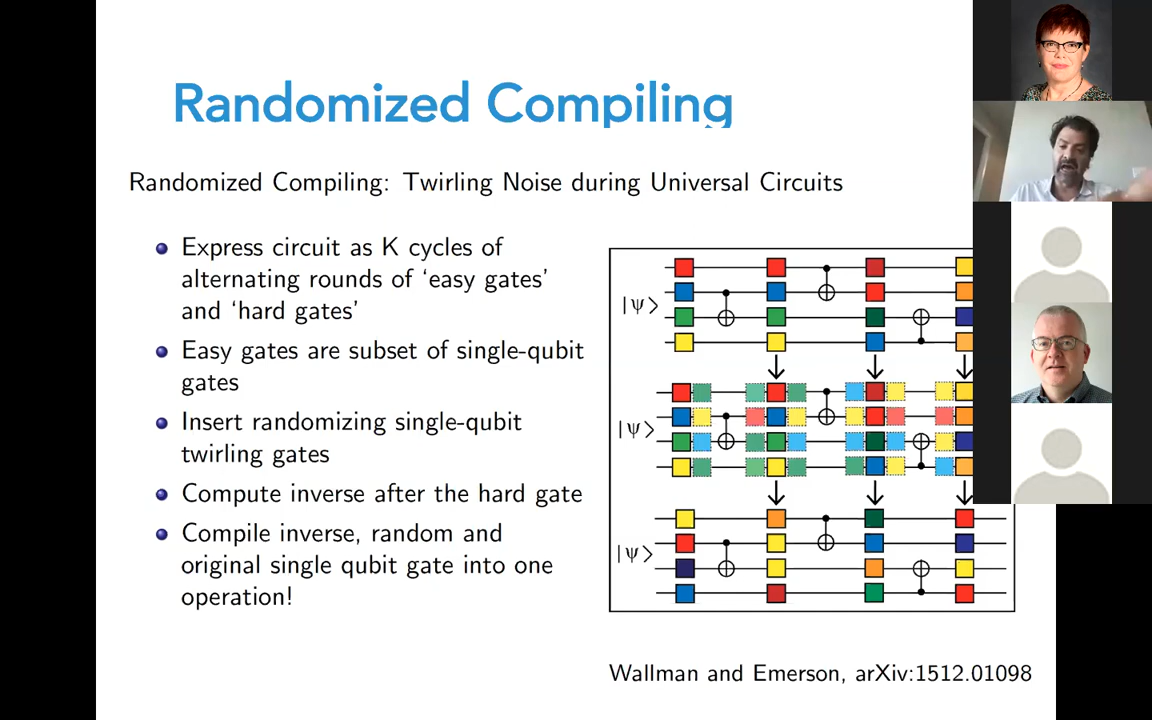 Randomized Compiling
Randomized Compiling: Twirling Noise during Universal Circuits
Express circuit as K cycles of
alternating rounds of ‘easy gates’
and ‘hard gates’
Easy gates are subset of single-qubit
gates
Insert randomizing single-qubit
twirling gates
Compute inverse after the hard gate
Compile inverse, random and
original single qubit gate into one
operation!
|ψ>
|ψ>
|ψ>
Wallman and Emerson, arXiv:1512.01098